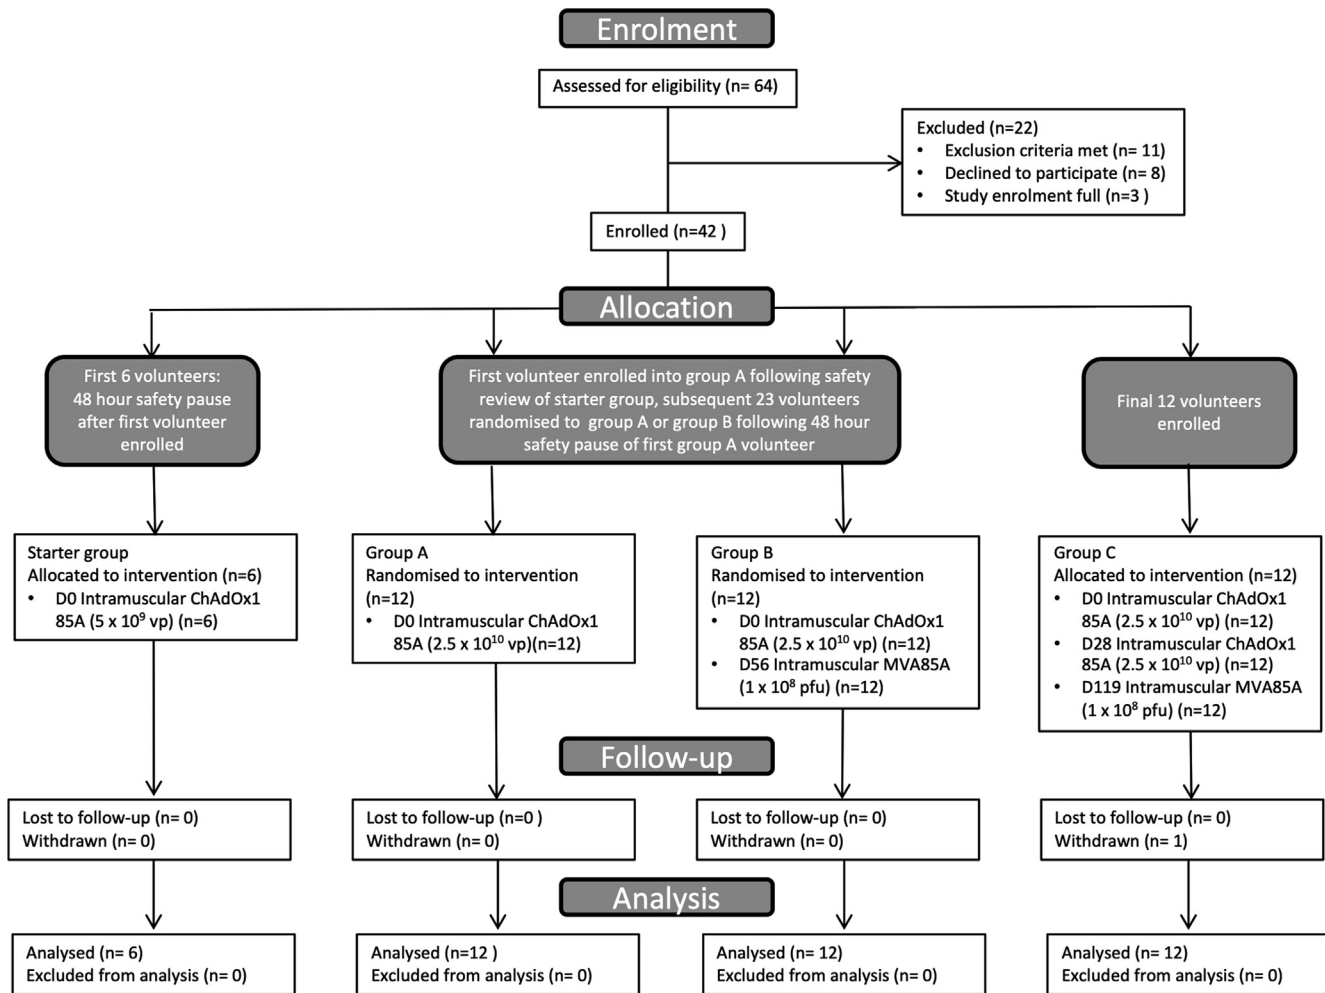 Enrolment
Assessed for eligibility (n= 64)
Excluded (n=22)
• Exclusion criteria met (n= 11)
• Declined to participate (n= 8)
• Study enrolment full (n=3 )
Enrolled (n=42 )
Allocation
First 6 volunteers:
48 hour safety pause
after first volunteer
enrolled
First volunteer enrolled into group A following safety
review of starter group, subsequent 23 volunteers
randomised to group A or group B following 48 hour
safety pause of first group A volunteer
Final 12 volunteers
enrolled
Starter group
Allocated to intervention (n=6)
• D0 Intramuscular ChAdOx1
85A (5 x 10⁹ vp) (n=6)
Group A
Randomised to intervention
(n=12)
• D0 Intramuscular ChAdOx1
85A (2.5 x 10¹⁰ vp)(n=12)
Group B
Randomised to intervention
(n=12)
• D0 Intramuscular ChAdOx1
85A (2.5 x 10¹⁰ vp) (n=12)
• D56 Intramuscular MVA85A
(1 x 10⁸ pfu) (n=12)
Group C
Allocated to intervention (n=12)
• D0 Intramuscular ChAdOx1
85A (2.5 x 10¹⁰ vp) (n=12)
• D28 Intramuscular ChAdOx1
85A (2.5 x 10¹⁰ vp) (n=12)
• D119 Intramuscular MVA85A
(1 x 10⁸ pfu) (n=12)
Follow-up
Lost to follow-up (n= 0)
Withdrawn (n= 0)
Lost to follow-up (n=0 )
Withdrawn (n= 0)
Lost to follow-up (n= 0)
Withdrawn (n= 0)
Lost to follow-up (n= 0)
Withdrawn (n= 1)
Analysis
Analysed (n= 6)
Excluded from analysis (n= 0)
Analysed (n=12 )
Excluded from analysis (n= 0)
Analysed (n= 12)
Excluded from analysis (n= 0)
Analysed (n= 12)
Excluded from analysis (n= 0)